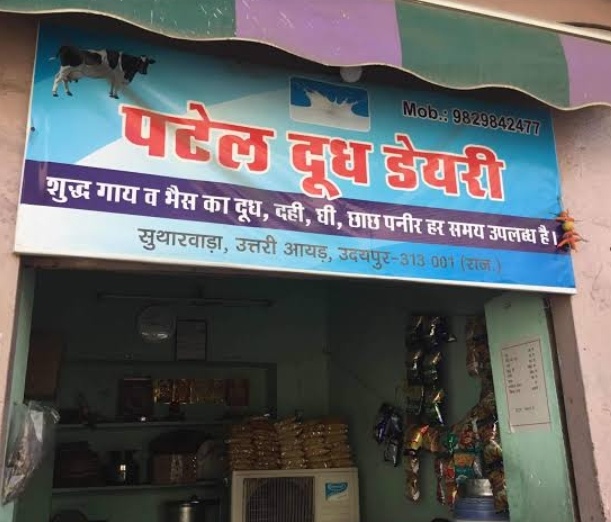 Mob.: 9829842477
पटेल दूध डेयरी
शुद्ध गाय व भैस का दूध, दही, घी, छाछ पनीर हर समय उपलब्ध है।
सुथारवाड़ा, उत्तरी आयड़, उदयपुर-313 001 (राज.)